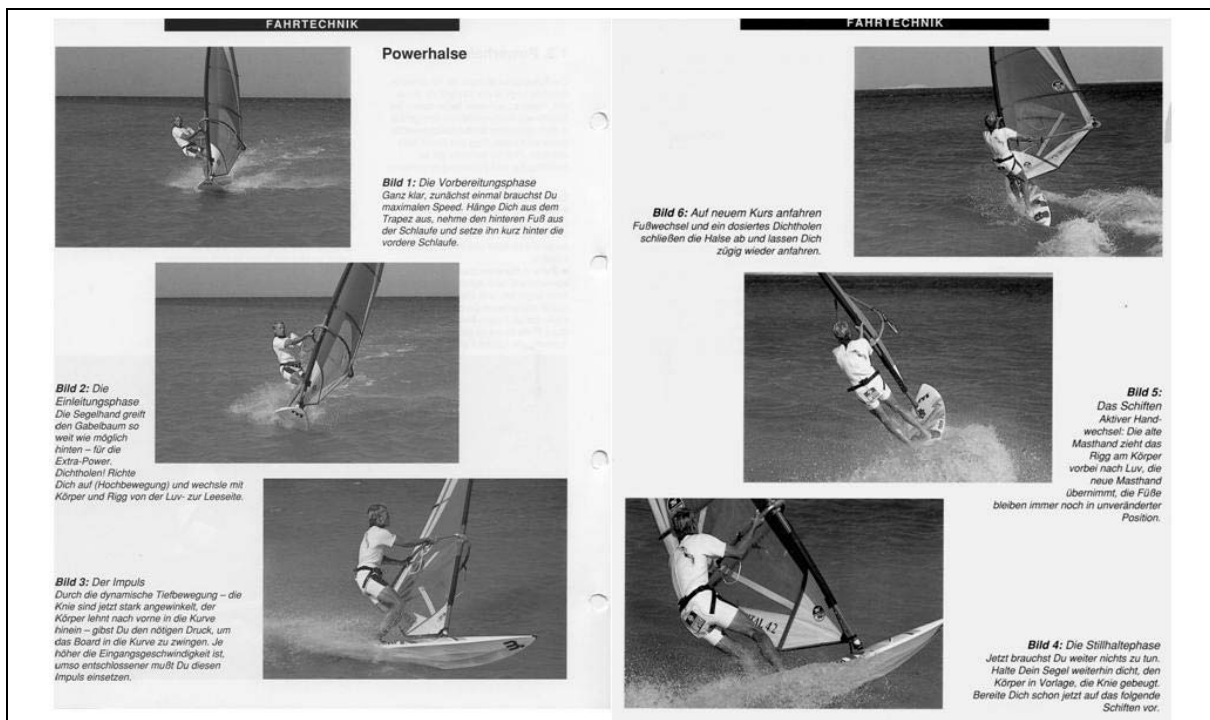 FAHRTECHNIK
Powerhalse
Bild 1: Die Vorbereitungsphase
Ganz klar, zunächst einmal brauchst Du
maximalen Speed. Hänge Dich aus dem
Trapez aus, nehme den hinteren Fuß aus
der Schlaufe und setze ihn kurz hinter die
vordere Schlaufe.
Bild 2: Die
Einleitungsphase
Die Segelhand greift
den Gabelbaum so
weit wie möglich
hinten – für die
Extra-Power.
Dichtholen! Richte
Dich auf (Hochbewegung) und wechsle mit
Körper und Rigg von der Luv- zur Leeseite.
Bild 3: Der Impuls
Durch die dynamische Tiefbewegung – die
Knie sind jetzt stark angewinkelt, der
Körper lehnt nach vorne in die Kurve
hinein – gibst Du den nötigen Druck, um
das Board in die Kurve zu zwingen. Je
höher die Eingangsgeschwindigkeit ist,
umso entschlossener mußt Du diesen
Impuls einsetzen.
FAHRTECHNIK
Bild 6: Auf neuem Kurs anfahren
Fußwechsel und ein dosiertes Dichtholen
schließen die Halse ab und lassen Dich
zügig wieder anfahren.
Bild 5:
Das Schiften
Aktiver Hand-
wechsel: Die alte
Masthand zieht das
Rigg am Körper
vorbei nach Luv, die
neue Masthand
übernimmt, die Füße
bleiben immer noch in unveränderter
Position.
Bild 4: Die Stillhaltephase
Jetzt brauchst Du weiter nichts zu tun.
Halte Dein Segel weiterhin dicht, den
Körper in Vorlage, die Knie gebeugt.
Bereite Dich schon jetzt auf das folgende
Schiften vor.